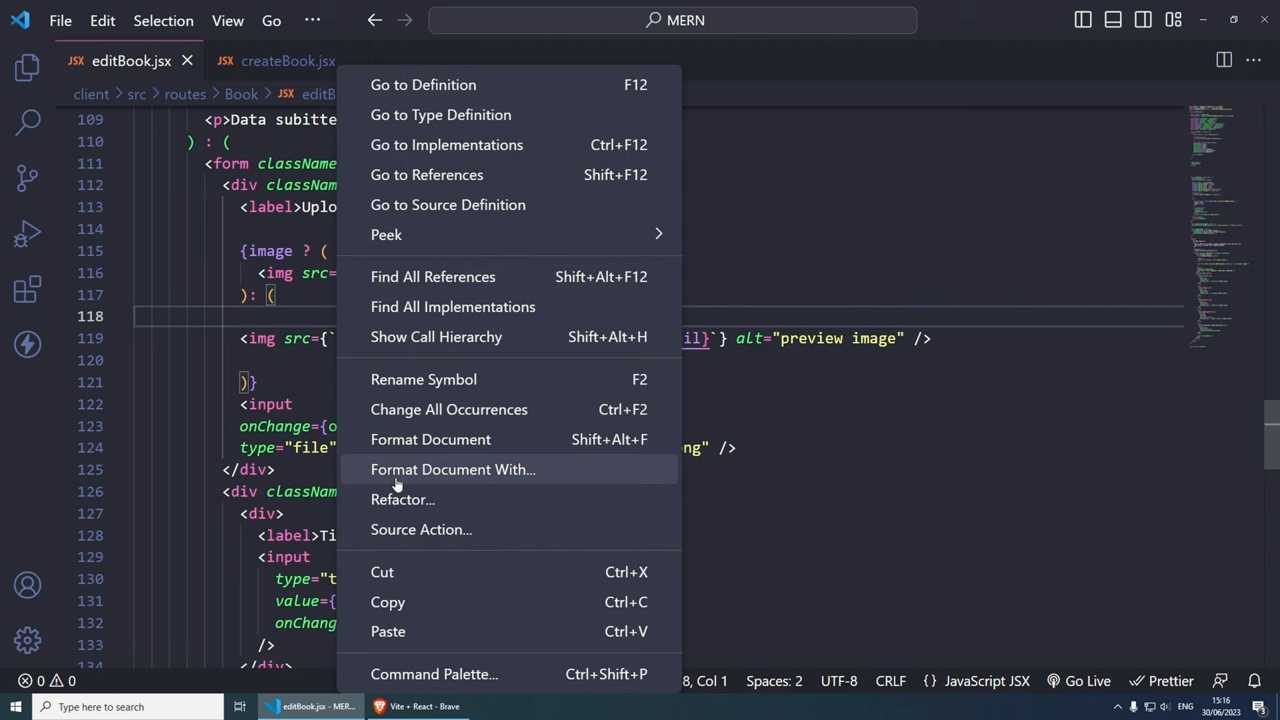 File Edit Selection View Go ··· MERN
JSX editBook.jsx JSX createBook.jsx
client > src > routes > Book > JSX editB
109 <p>Data subitte
110 ) : (
111 <form className
112 <div classNam
113 <label>Uplo
114
115 {image ? (
116 <img src=
117 ): (
118
119 <img src={` il}`} alt="preview image" />
120
121 )}
122 <input
123 onChange={o
124 type="file" ng" />
125 </div>
126 <div classNam
127 <div>
128 <label>Ti
129 <input
130 type="t
131 value={
132 onChang
133 />
134 </div>
Go to Definition F12
Go to Type Definition
Go to Implementations Ctrl+F12
Go to References Shift+F12
Go to Source Definition
Peek
Find All References Shift+Alt+F12
Find All Implementations
Show Call Hierarchy Shift+Alt+H
Rename Symbol F2
Change All Occurrences Ctrl+F2
Format Document Shift+Alt+F
Format Document With...
Refactor...
Source Action...
Cut Ctrl+X
Copy Ctrl+C
Paste Ctrl+V
Command Palette... Ctrl+Shift+P
0 0 8, Col 1 Spaces: 2 UTF-8 CRLF {} JavaScript JSX Go Live Prettier
Type here to search editBook.jsx - MER... Vite + React - Brave ENG 15:16
30/06/2023 3